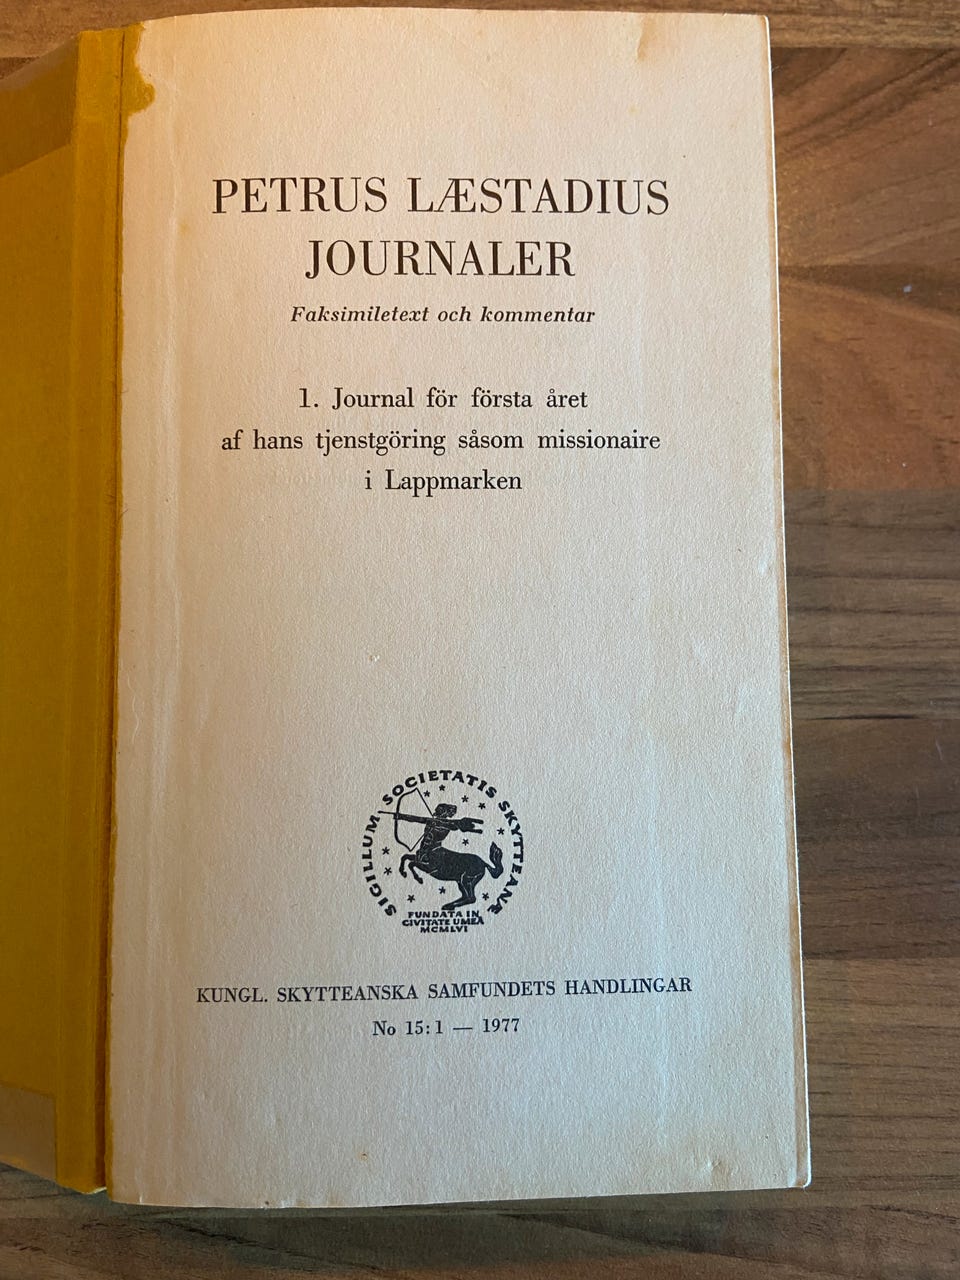 PETRUS LÆSTADIUS
JOURNALER
Faksimiletext och kommentar
1. Journal för första året
af hans tjenstgöring såsom missionaire
i Lappmarken
SIGILLUM SOCIETATIS SKYTTEANÆ
FUNDATA IN
CIVITATE UMEA
MCMLVI
KUNGL. SKYTTEANSKA SAMFUNDETS HANDLINGAR
No 15:1 — 1977